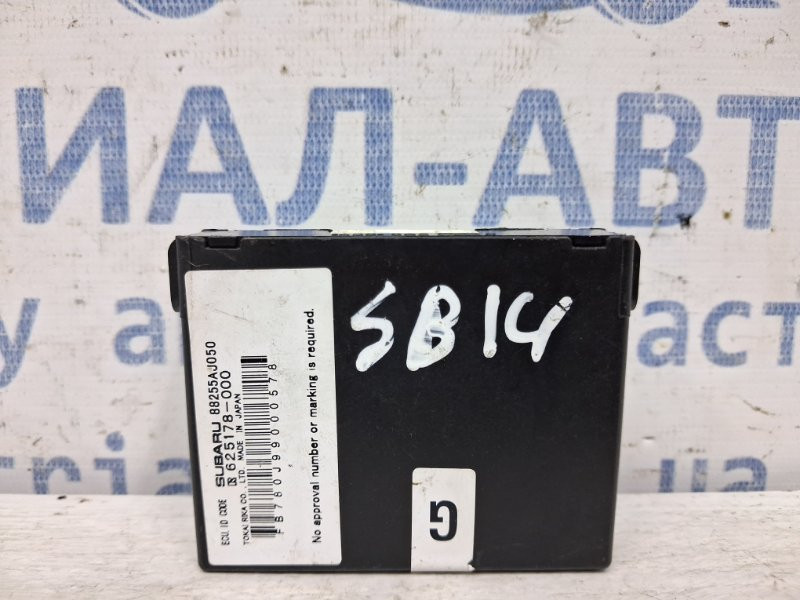 ИАЛ-АВТ
SB14
ECU, ID CODE SUBARU 88255AJ050
625178-000
TOKAI RIKA CO., LTD MADE IN JAPAN
FB780J99000578
No approval number or marking is required.
G